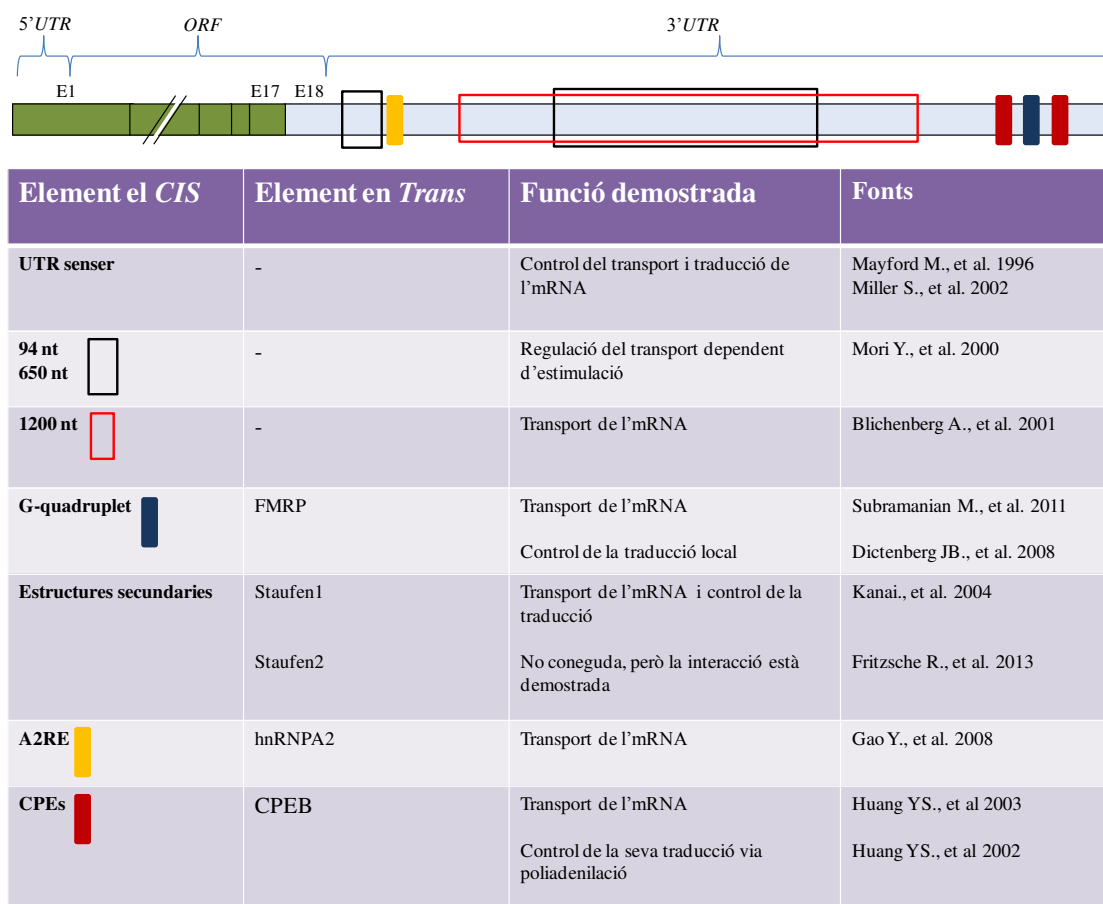 5’UTR ORF 3’UTR
E1 E17 E18
Element el CIS Element en Trans Funció demostrada Fonts
UTR senser - Control del transport i traducció de Mayford M., et al. 1996
l’mRNA Miller S., et al. 2002
94 nt - Regulació del transport dependent Mori Y., et al. 2000
650 nt d’estimulació
1200 nt - Transport de l’mRNA Blichenberg A., et al. 2001
G-quadruplet FMRP Transport de l’mRNA Subramanian M., et al. 2011
Control de la traducció local Dictenberg JB., et al. 2008
Estructures secundaries Staufen1 Transport de l’mRNA i control de la Kanai., et al. 2004
traducció
Staufen2 No coneguda, però la interacció està Fritzsche R., et al. 2013
demostrada
A2RE hnRNPA2 Transport de l’mRNA Gao Y., et al. 2008
CPEs CPEB Transport de l’mRNA Huang YS., et al 2003
Control de la seva traducció via Huang YS., et al 2002
poliadenilació